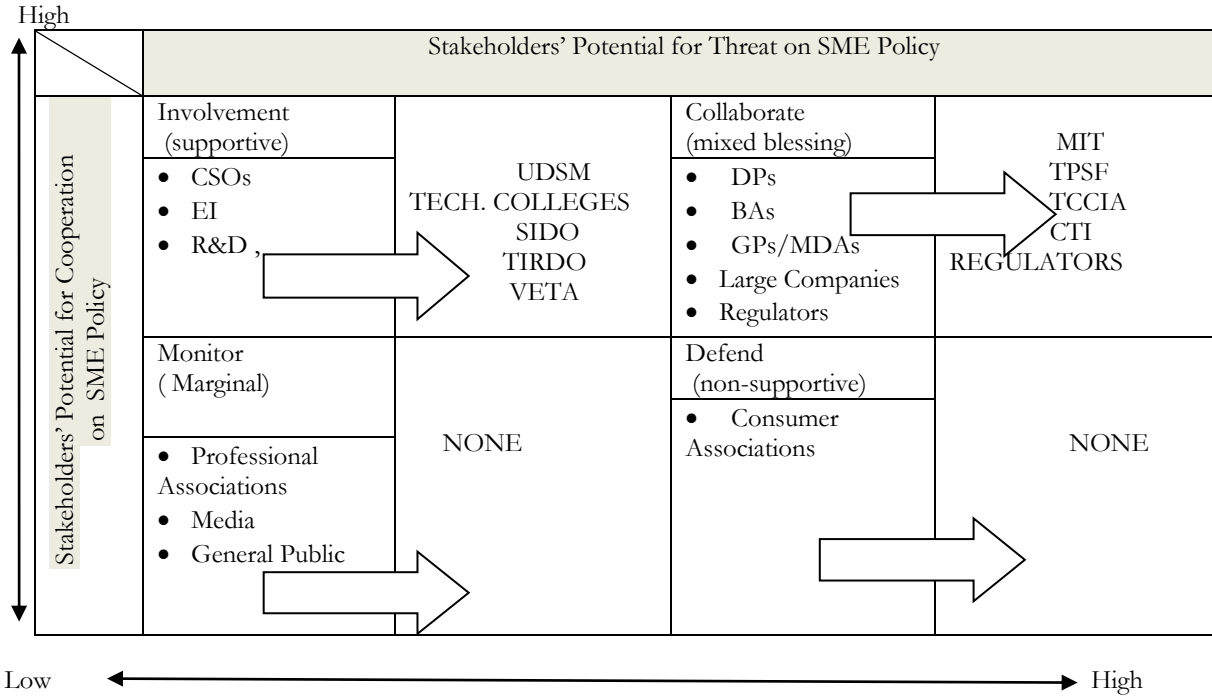 High
Stakeholders’ Potential for Threat on SME Policy
Stakeholders’ Potential for Cooperation
on SME Policy
Involvement
(supportive)
• CSOs
• EI
• R&D ,
UDSM
TECH. COLLEGES
SIDO
TIRDO
VETA
Collaborate
(mixed blessing)
• DPs
• BAs
• GPs/MDAs
• Large Companies
• Regulators
MIT
TPSF
TCCIA
CTI
REGULATORS
Monitor
( Marginal)
• Professional
Associations
• Media
• General Public
NONE
Defend
(non-supportive)
• Consumer
Associations
NONE
Low
High